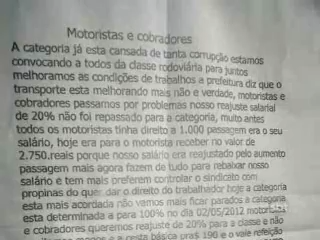 Motoristas e cobradores
A categoria já esta cansada de tanta corrupção estamos
convocando a todos da classe rodoviária para juntos
melhoramos as condições de trabalhos a prefeitura diz que o
transporte esta melhorando mais não e verdade, motoristas e
cobradores passamos por problemas nosso reajuste salarial
de 20% não foi repassado para a categoria, muito antes
todos os motoristas tinha direito a 1.000 passagem era o seu
salário, hoje era para o motorista receber no valor de
2.750.reais porque nosso salário era reajustado pelo aumento
passagem mais agora fazem de tudo para rebaixar nosso
salário e tem mais preferem controlar o sindicato com
propinas do que dar o direito do trabalhador hoje a categoria
esta mais acordada não vamos mais ficar parados a categoria
esta determinada a para 100% no dia 02/05/2012 motoristas
e cobradores queremos reajuste de 20% para a classe e não
menos e a cesta básica 190 e o vale refeição